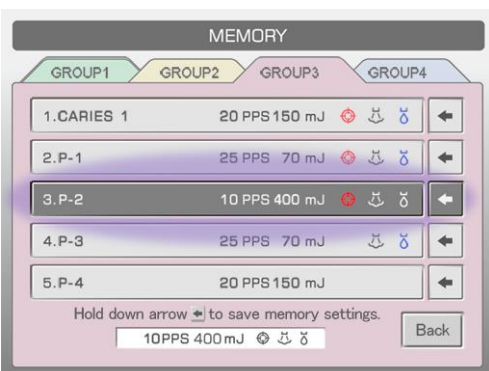 MEMORY
GROUP1 GROUP2 GROUP3 GROUP4
1.CARIES 1 20 PPS 150 mJ
2.P-1 25 PPS 70 mJ
3.P-2 10 PPS 400 mJ
4.P-3 25 PPS 70 mJ
5.P-4 20 PPS 150 mJ
Hold down arrow to save memory settings.
10PPS 400mJ
Back